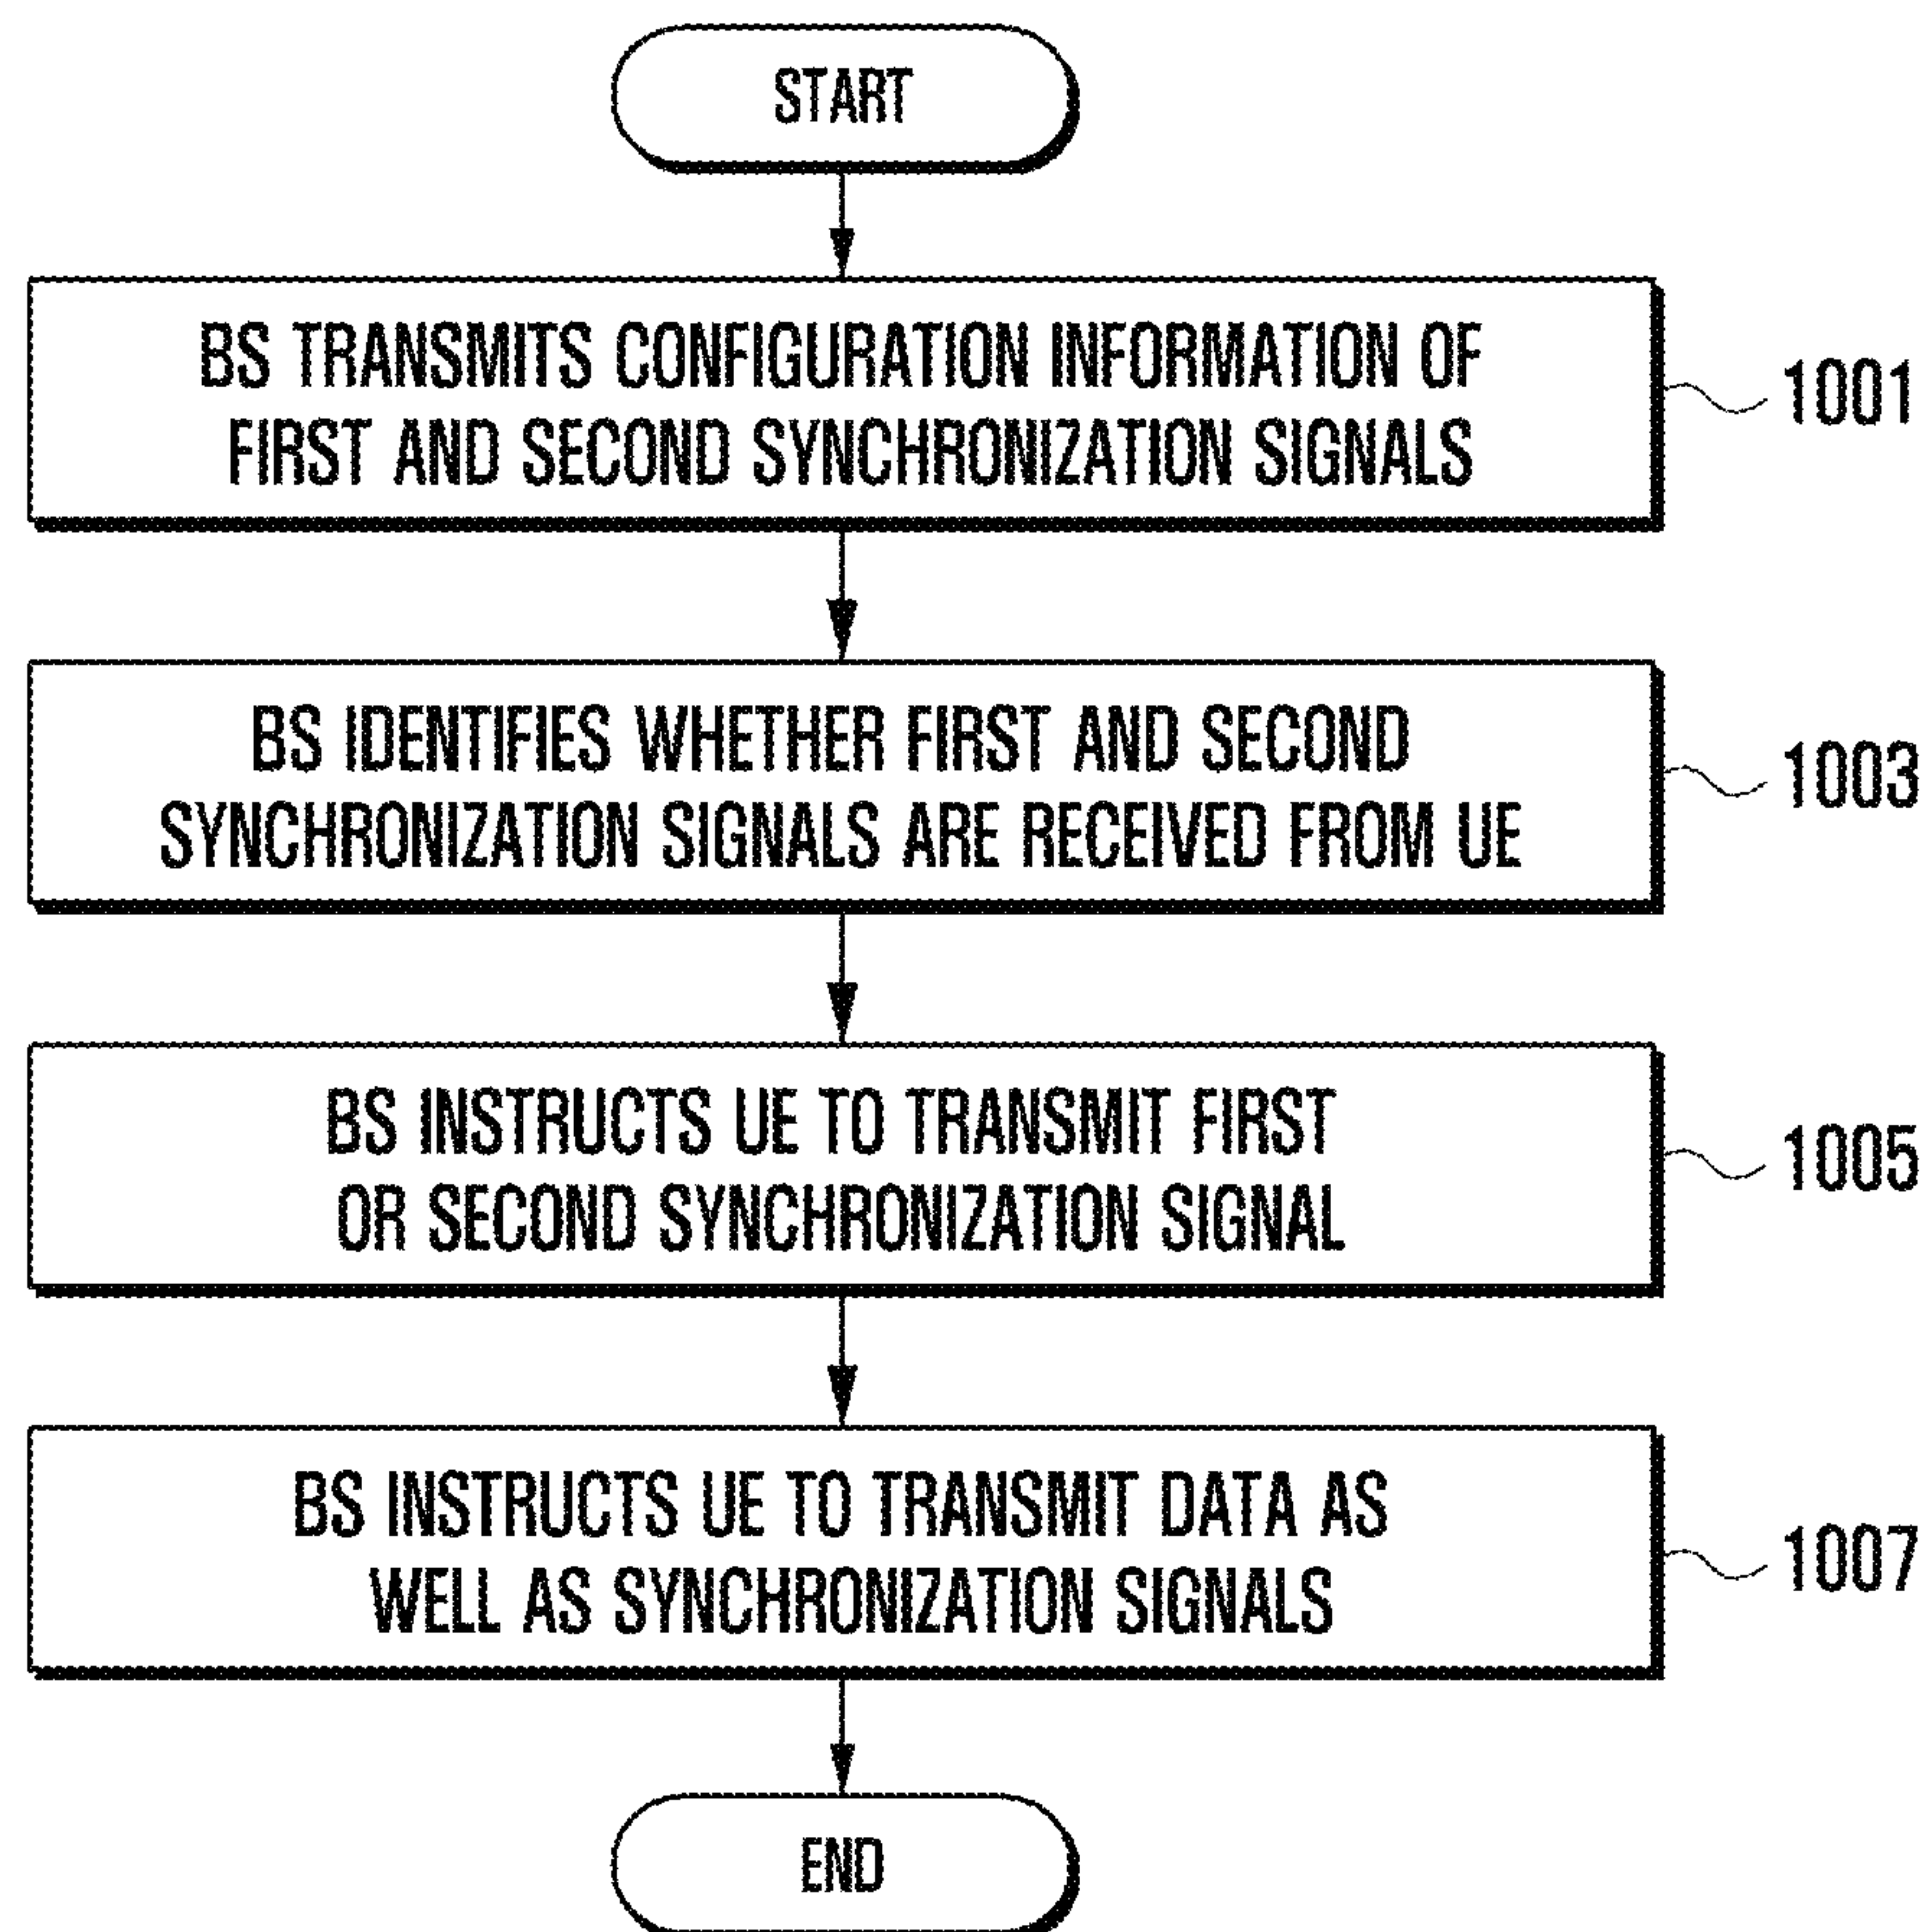 START
BS TRANSMITS CONFIGURATION INFORMATION OF
FIRST AND SECOND SYNCHRONIZATION SIGNALS
1001
BS IDENTIFIES WHETHER FIRST AND SECOND
SYNCHRONIZATION SIGNALS ARE RECEIVED FROM UE
1003
BS INSTRUCTS UE TO TRANSMIT FIRST
OR SECOND SYNCHRONIZATION SIGNAL
1005
BS INSTRUCTS UE TO TRANSMIT DATA AS
WELL AS SYNCHRONIZATION SIGNALS
1007
END